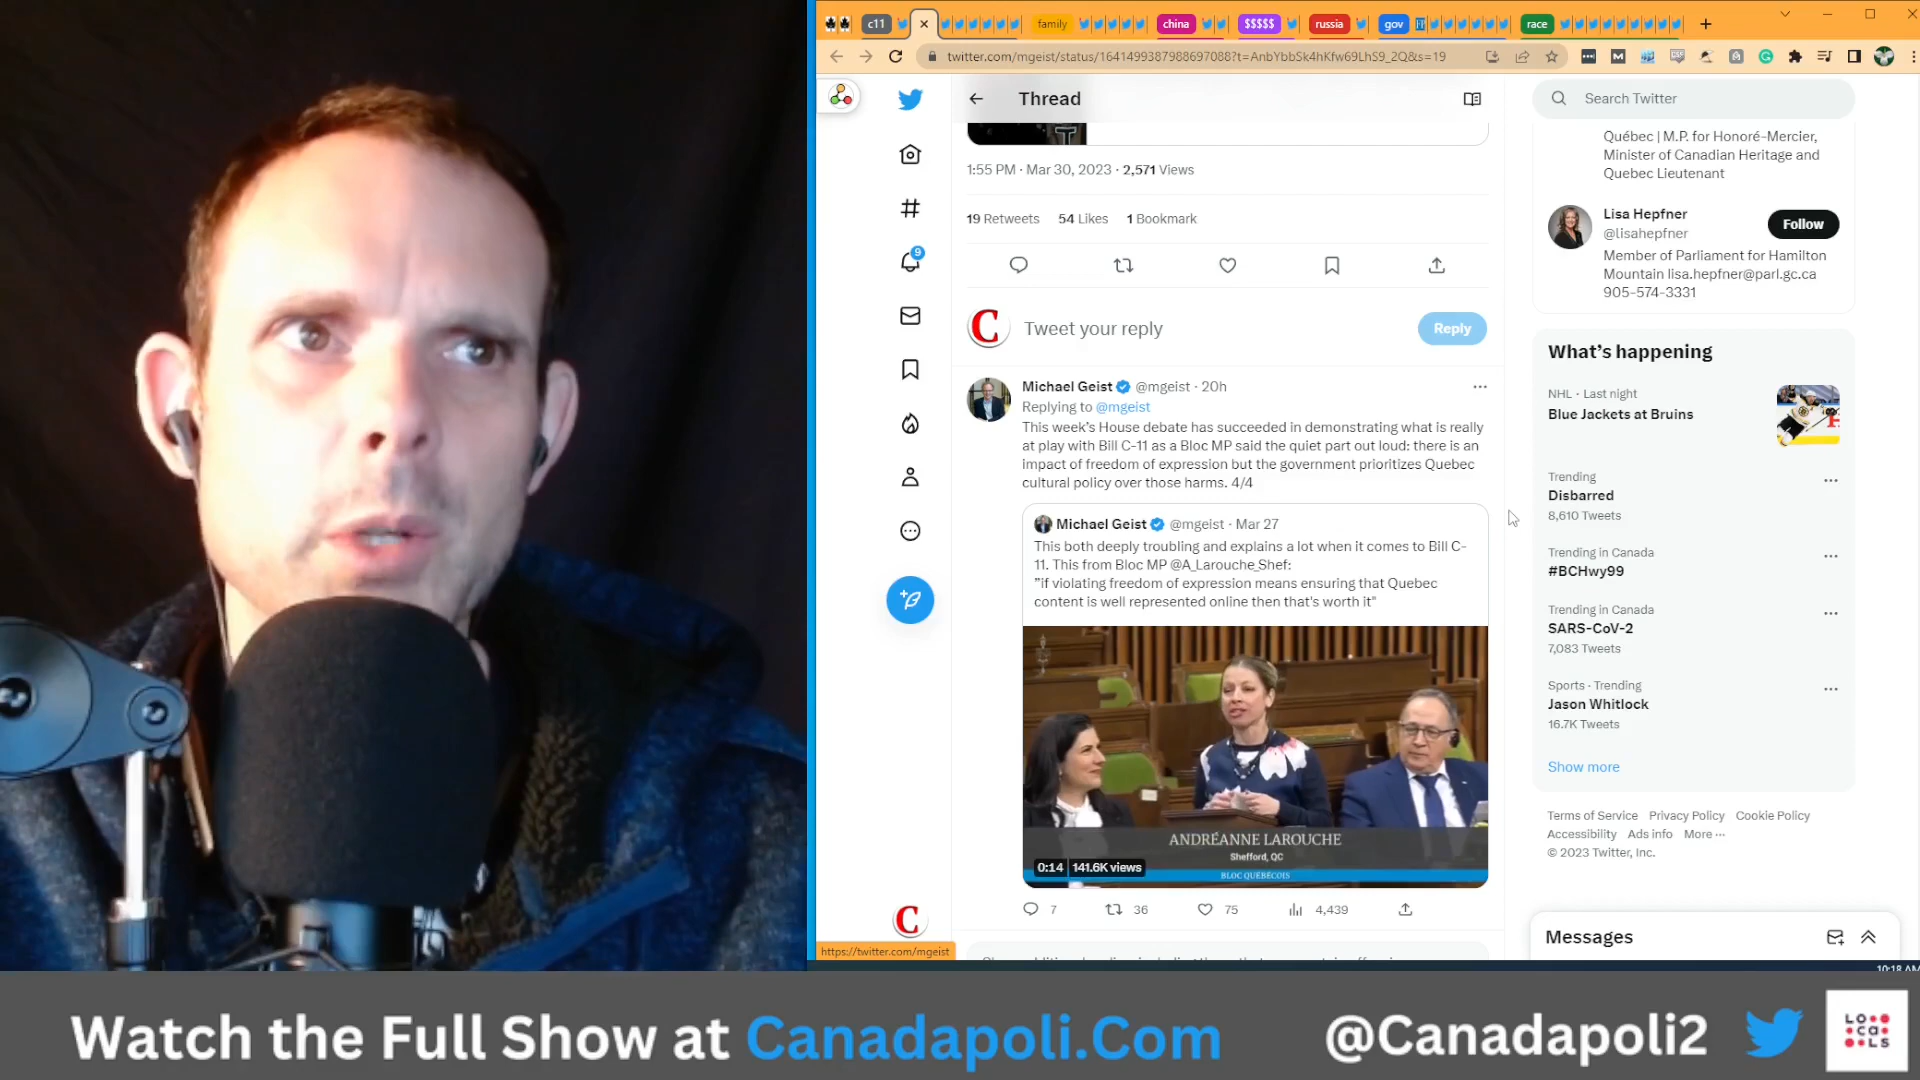 c11
family
china
$$$$$
russia
gov
race
twitter.com/mgeist/status/1641499387988697088?t=AnbYbbSk4hKfw69LhS9_2Q&s=19
Thread
1:55 PM · Mar 30, 2023 · 2,571 Views
19 Retweets 54 Likes 1 Bookmark
Tweet your reply
Reply
Michael Geist @mgeist · 20h
Replying to @mgeist
This week's House debate has succeeded in demonstrating what is really
at play with Bill C-11 as a Bloc MP said the quiet part out loud: there is an
impact of freedom of expression but the government prioritizes Quebec
cultural policy over those harms. 4/4
Michael Geist @mgeist · Mar 27
This both deeply troubling and explains a lot when it comes to Bill C-
11. This from Bloc MP @A_Larouche_Shef:
"if violating freedom of expression means ensuring that Quebec
content is well represented online then that's worth it"
ANDRÉANNE LAROUCHE
Shefford, QC
0:14 141.6K views
BLOC QUÉBÉCOIS
7 36 75 4,439
9
C
C
https://twitter.com/mgeist
Search Twitter
Québec | M.P. for Honoré-Mercier,
Minister of Canadian Heritage and
Quebec Lieutenant
Lisa Hepfner
@lisahepfner
Follow
Member of Parliament for Hamilton
Mountain lisa.hepfner@parl.gc.ca
905-574-3331
What's happening
NHL · Last night
Blue Jackets at Bruins
Trending
Disbarred
8,610 Tweets
Trending in Canada
#BCHwy99
Trending in Canada
SARS-CoV-2
7,083 Tweets
Sports · Trending
Jason Whitlock
16.7K Tweets
Show more
Terms of Service Privacy Policy Cookie Policy
Accessibility Ads info More ···
© 2023 Twitter, Inc.
Messages
10:18 AM
Watch the Full Show at Canadapoli.Com
@Canadapoli2
LO
ca
LS